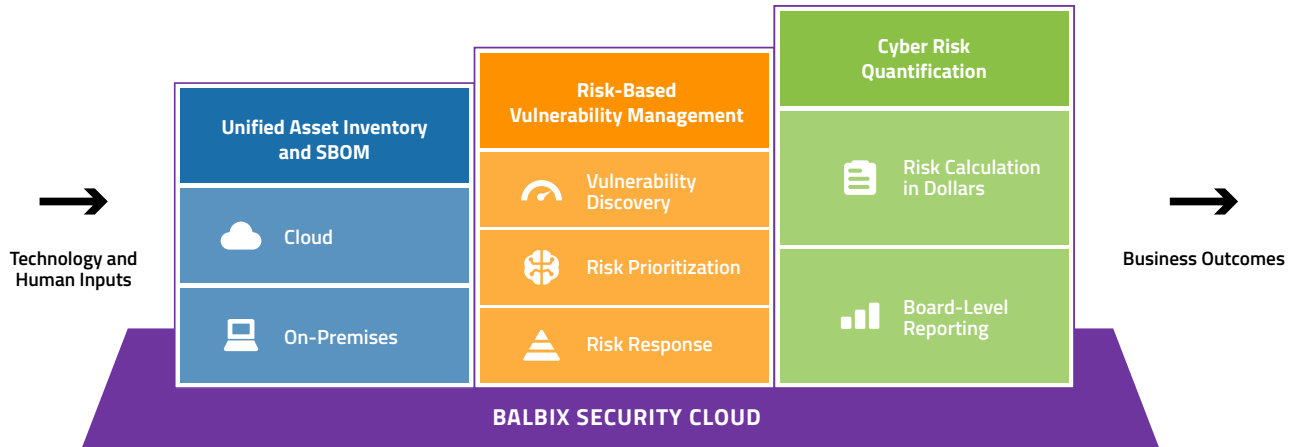 Technology and
Human Inputs
Unified Asset Inventory
and SBOM
Cloud
On-Premises
Risk-Based
Vulnerability Management
Vulnerability
Discovery
Risk Prioritization
Risk Response
Cyber Risk
Quantification
Risk Calculation
in Dollars
Board-Level
Reporting
Business Outcomes
BALBIX SECURITY CLOUD